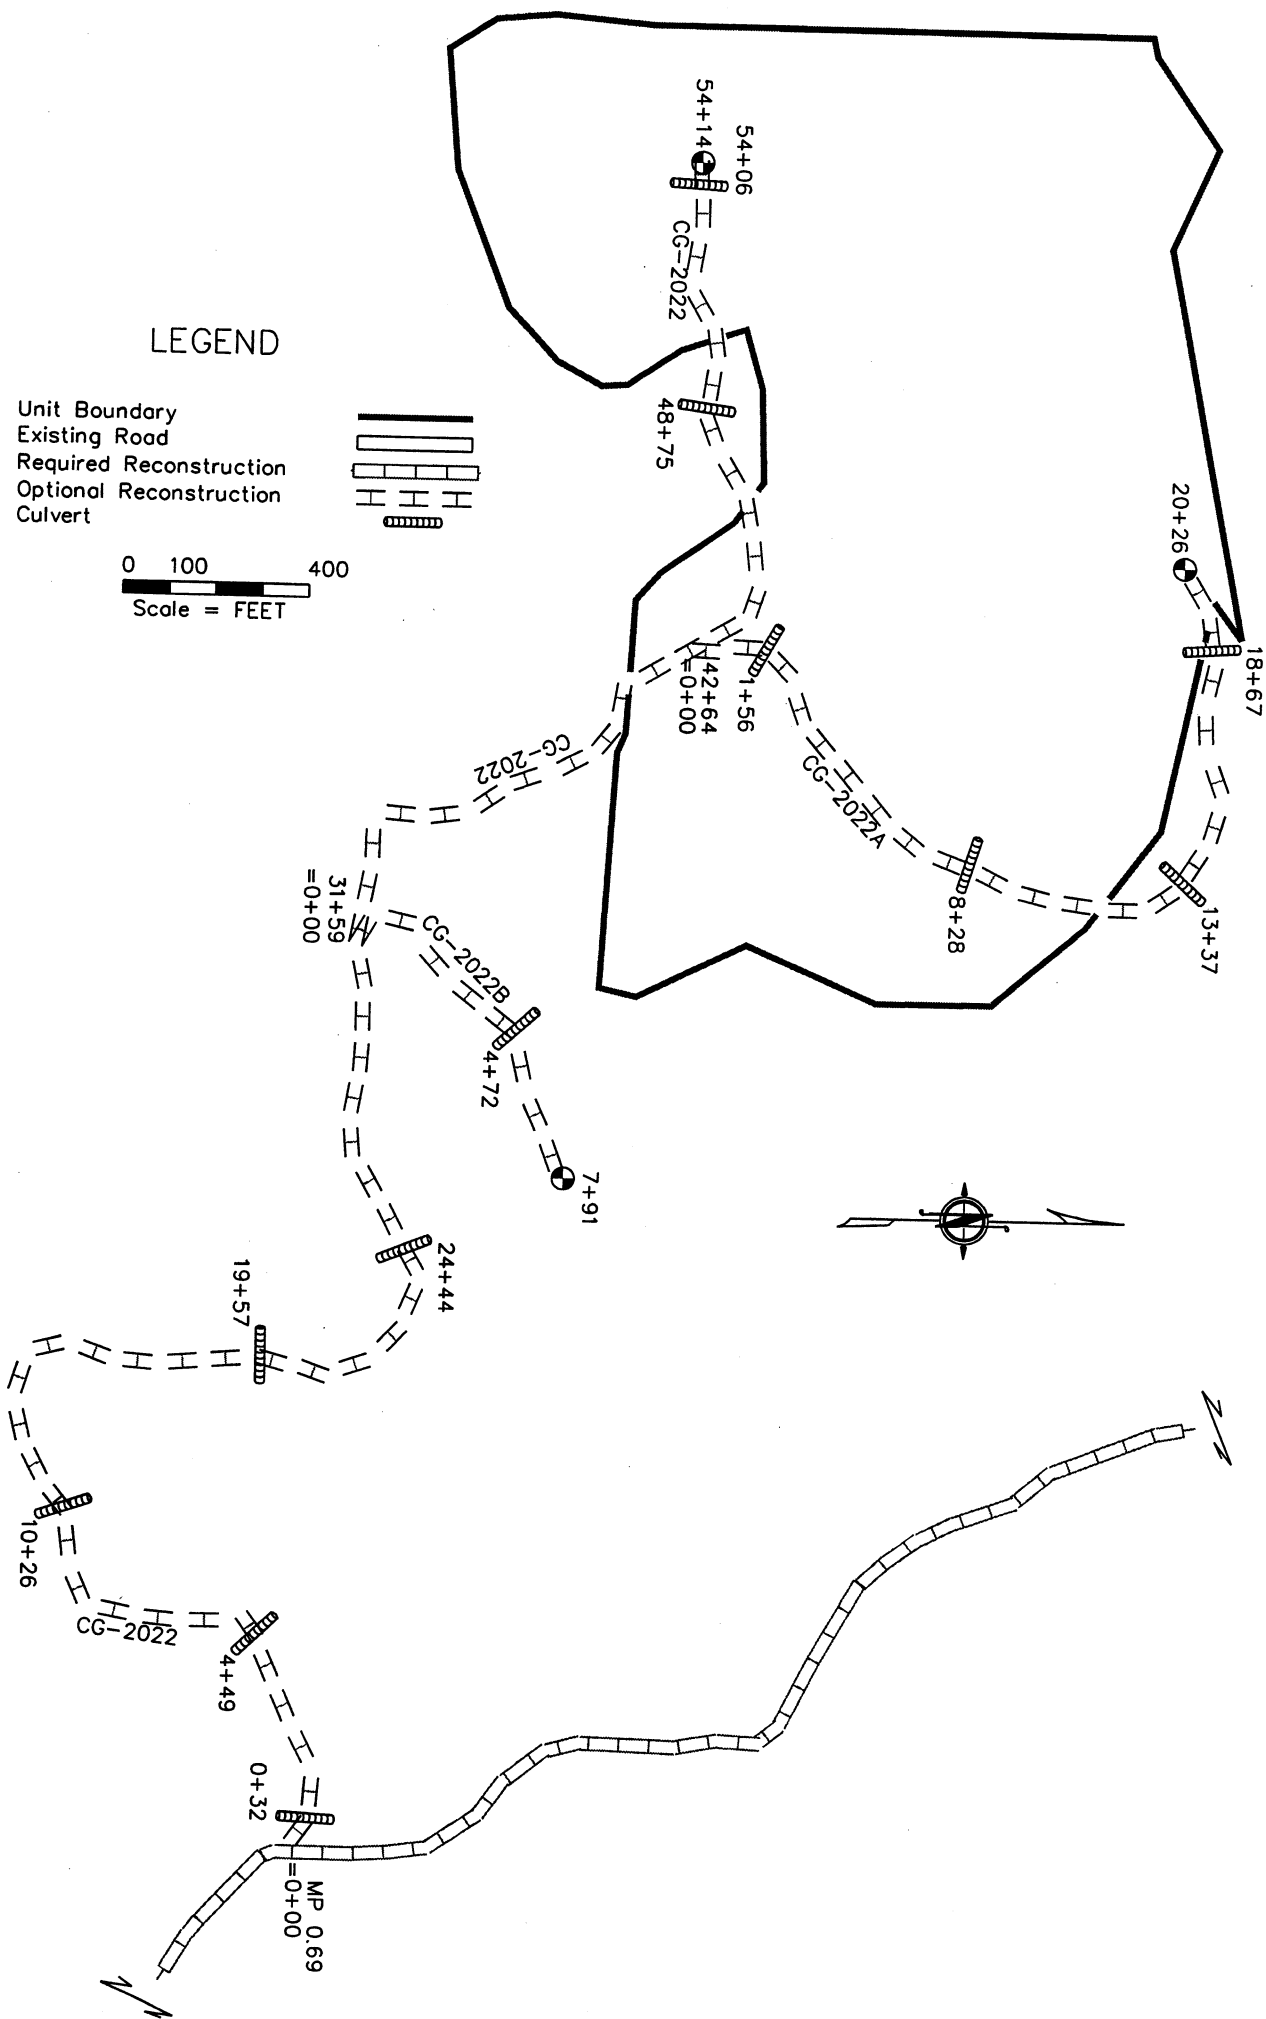 54+14
54+06
CG-2022
LEGEND
Unit Boundary
Existing Road
Required Reconstruction
Optional Reconstruction
Culvert
0 100 400
Scale = FEET
48+75
20+26
18+67
42+64
=0+00
1+56
CG-2022
CG-2022A
8+28
13+37
31+59
=0+00
CG-2022B
4+72
7+91
24+44
19+57
10+26
CG-2022
4+49
0+32
MP 0.69
=0+00